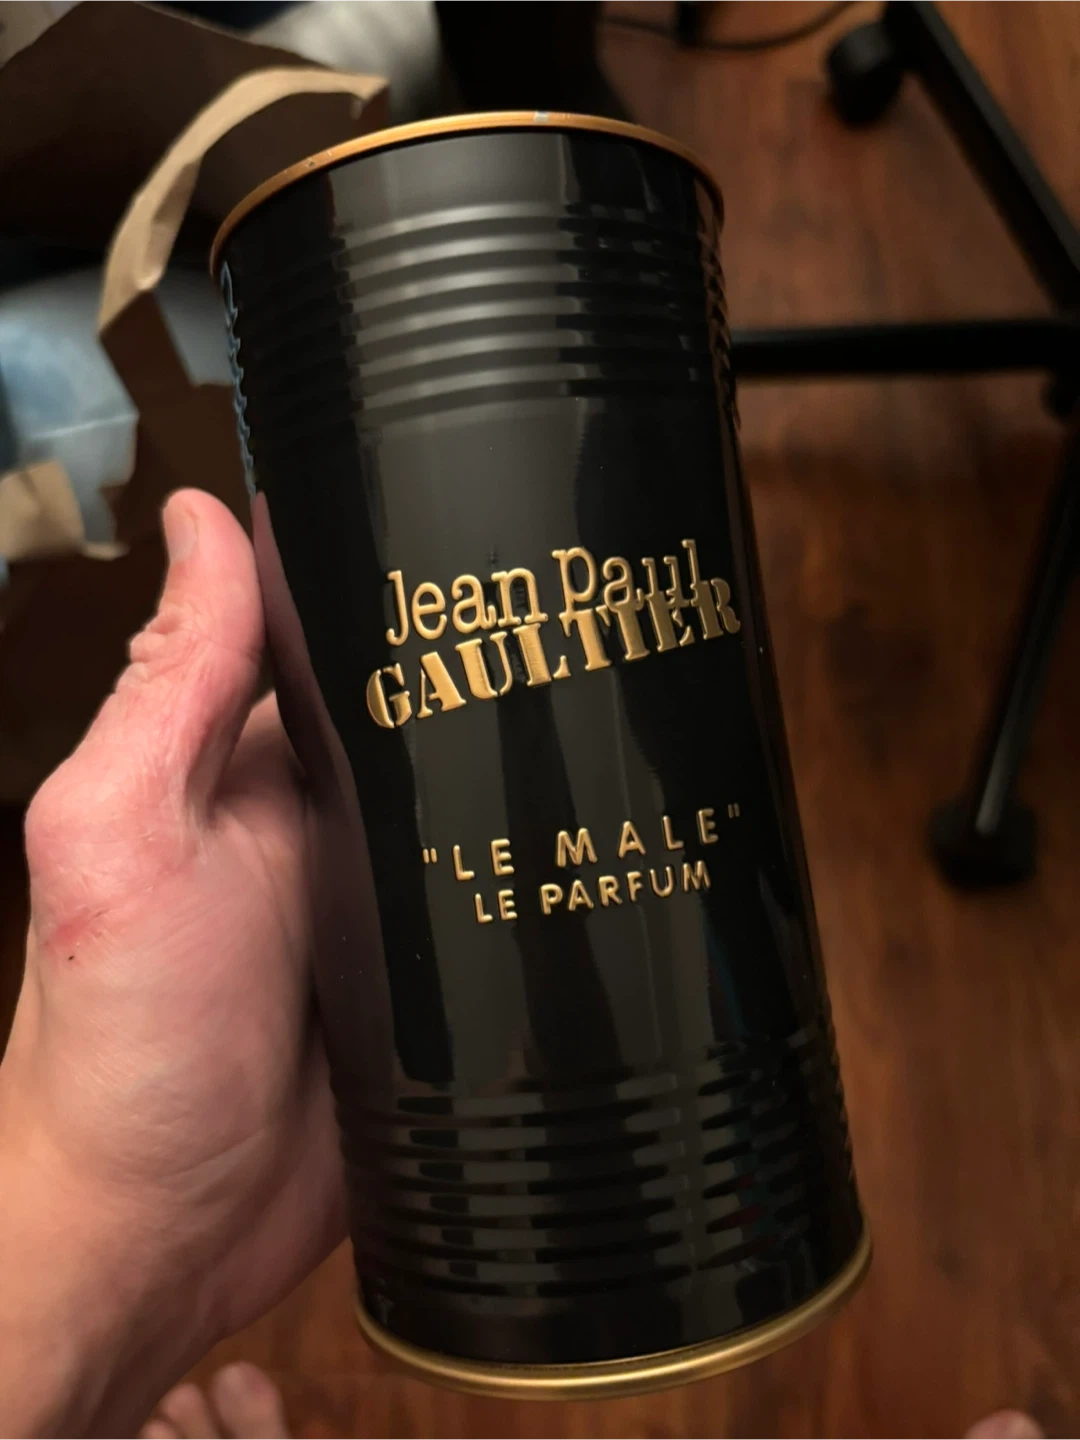 Jean Paul
GAULTIER
"LE MALE"
LE PARFUM